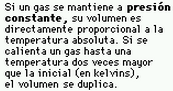 Si un gas se mantiene a presión
constante, su volumen es
directamente proporcional a la
temperatura absoluta. Si se
calienta un gas hasta una
temperatura dos veces mayor
que la inicial (en kelvins),
el volumen se duplica.